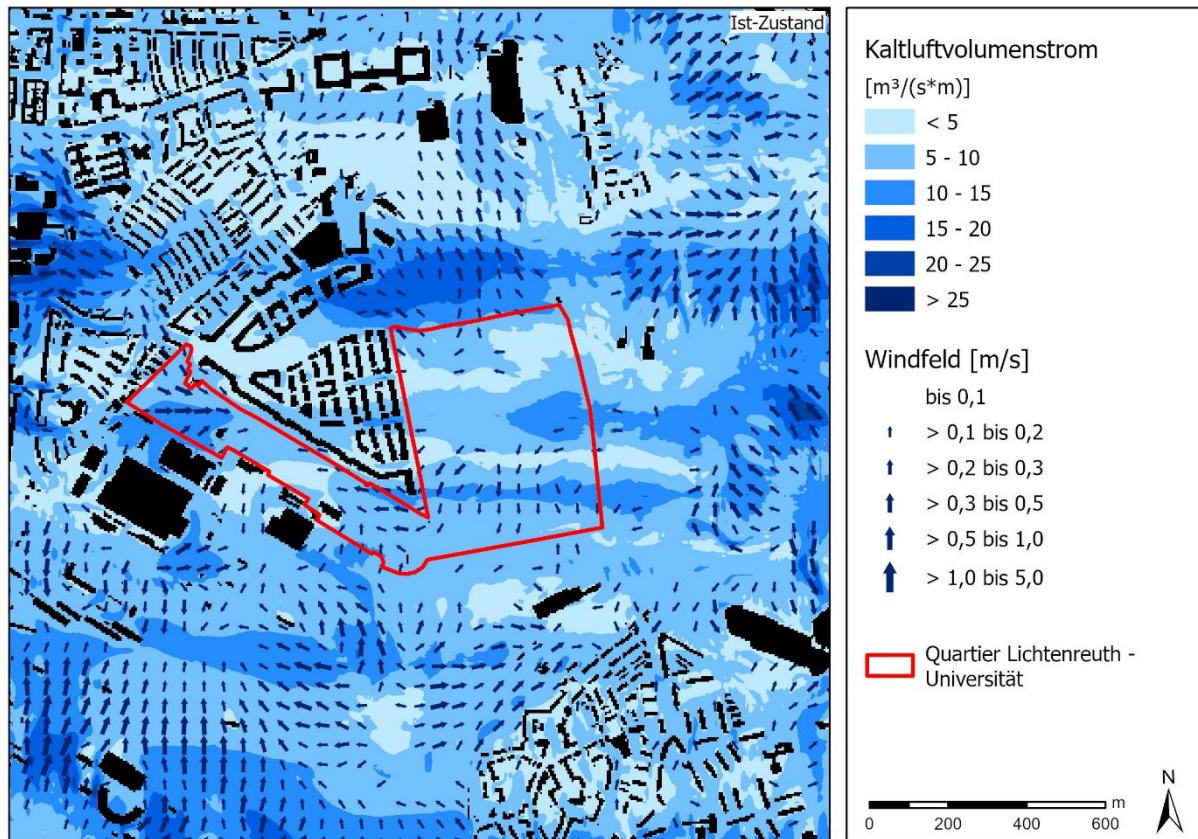 Ist-Zustand
Kaltluftvolumenstrom
[m³/(s*m)]
< 5
5 - 10
10 - 15
15 - 20
20 - 25
> 25
Windfeld [m/s]
bis 0,1
> 0,1 bis 0,2
> 0,2 bis 0,3
> 0,3 bis 0,5
> 0,5 bis 1,0
> 1,0 bis 5,0
Quartier Lichtenreuth -
Universität
N
m
0 200 400 600